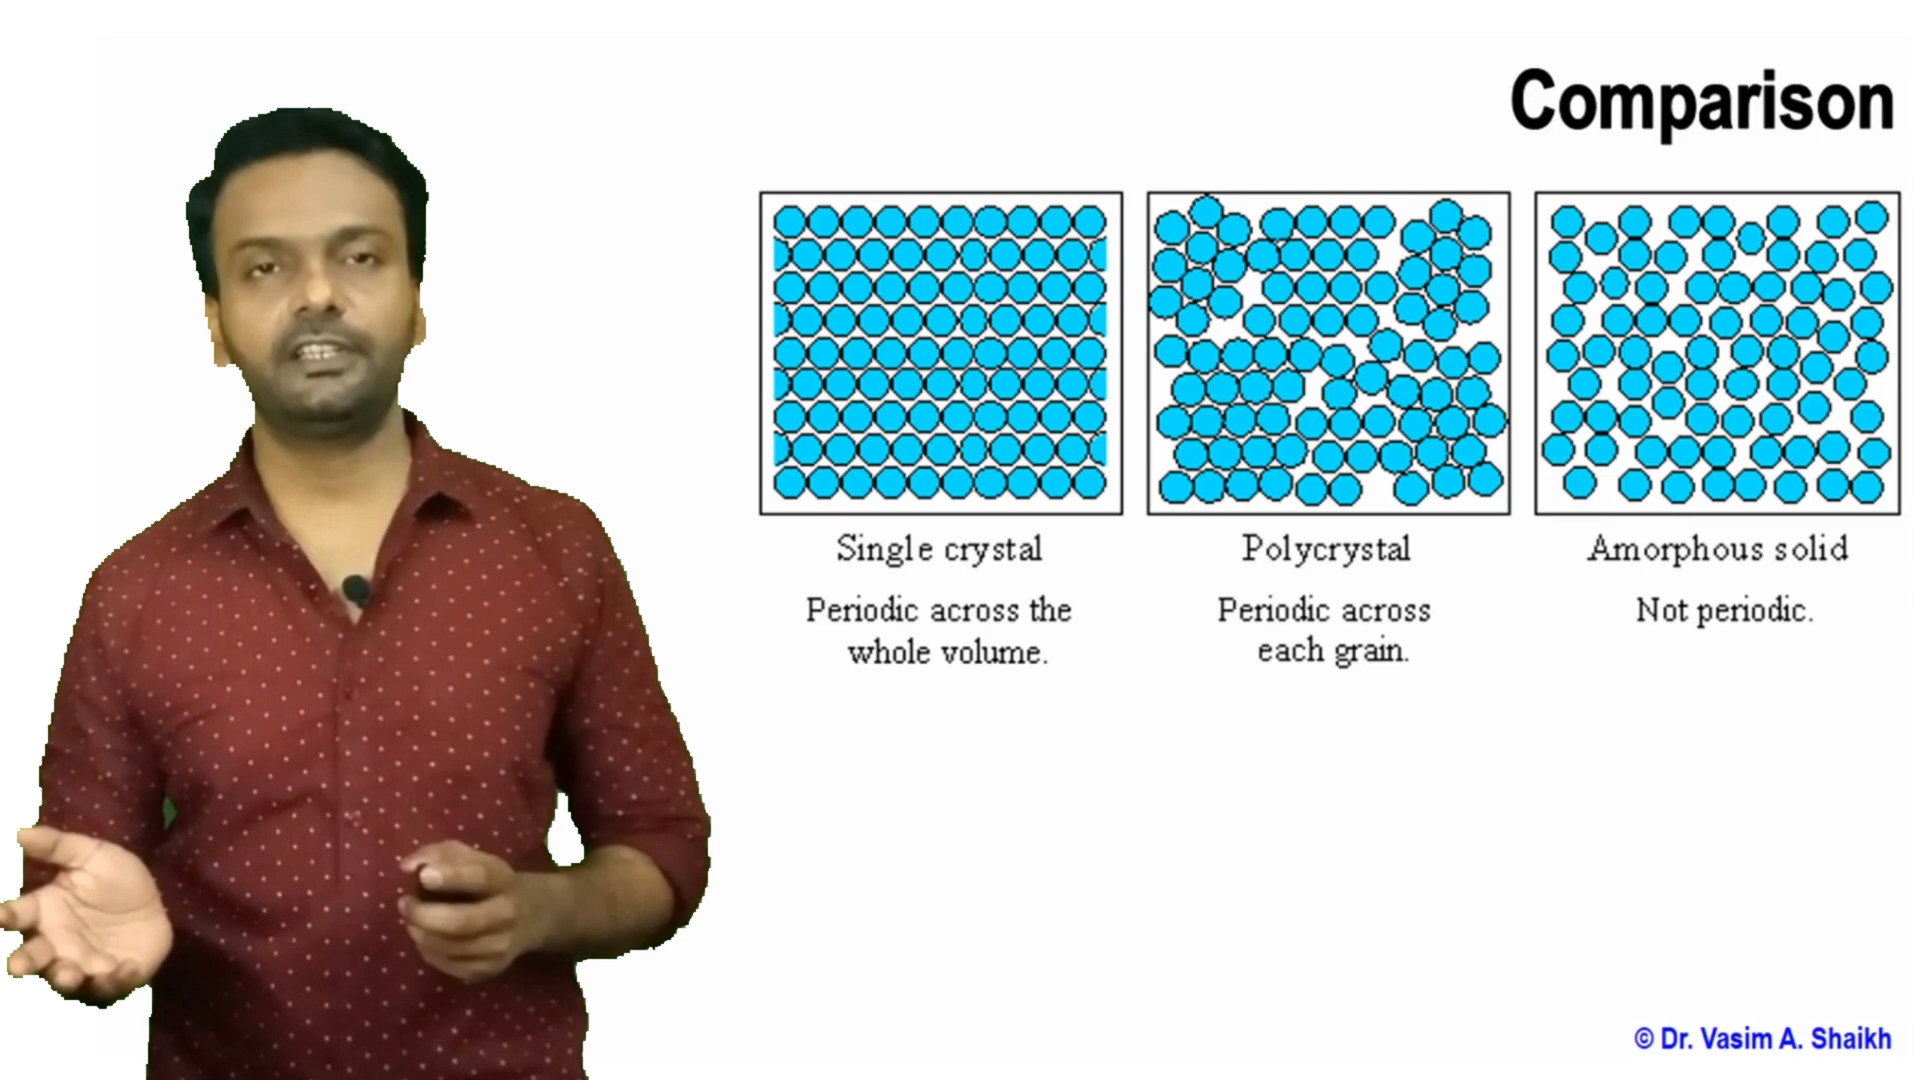 Comparison
Single crystal
Periodic across the
whole volume.
Polycrystal
Periodic across
each grain.
Amorphous solid
Not periodic.
© Dr. Vasim A. Shaikh